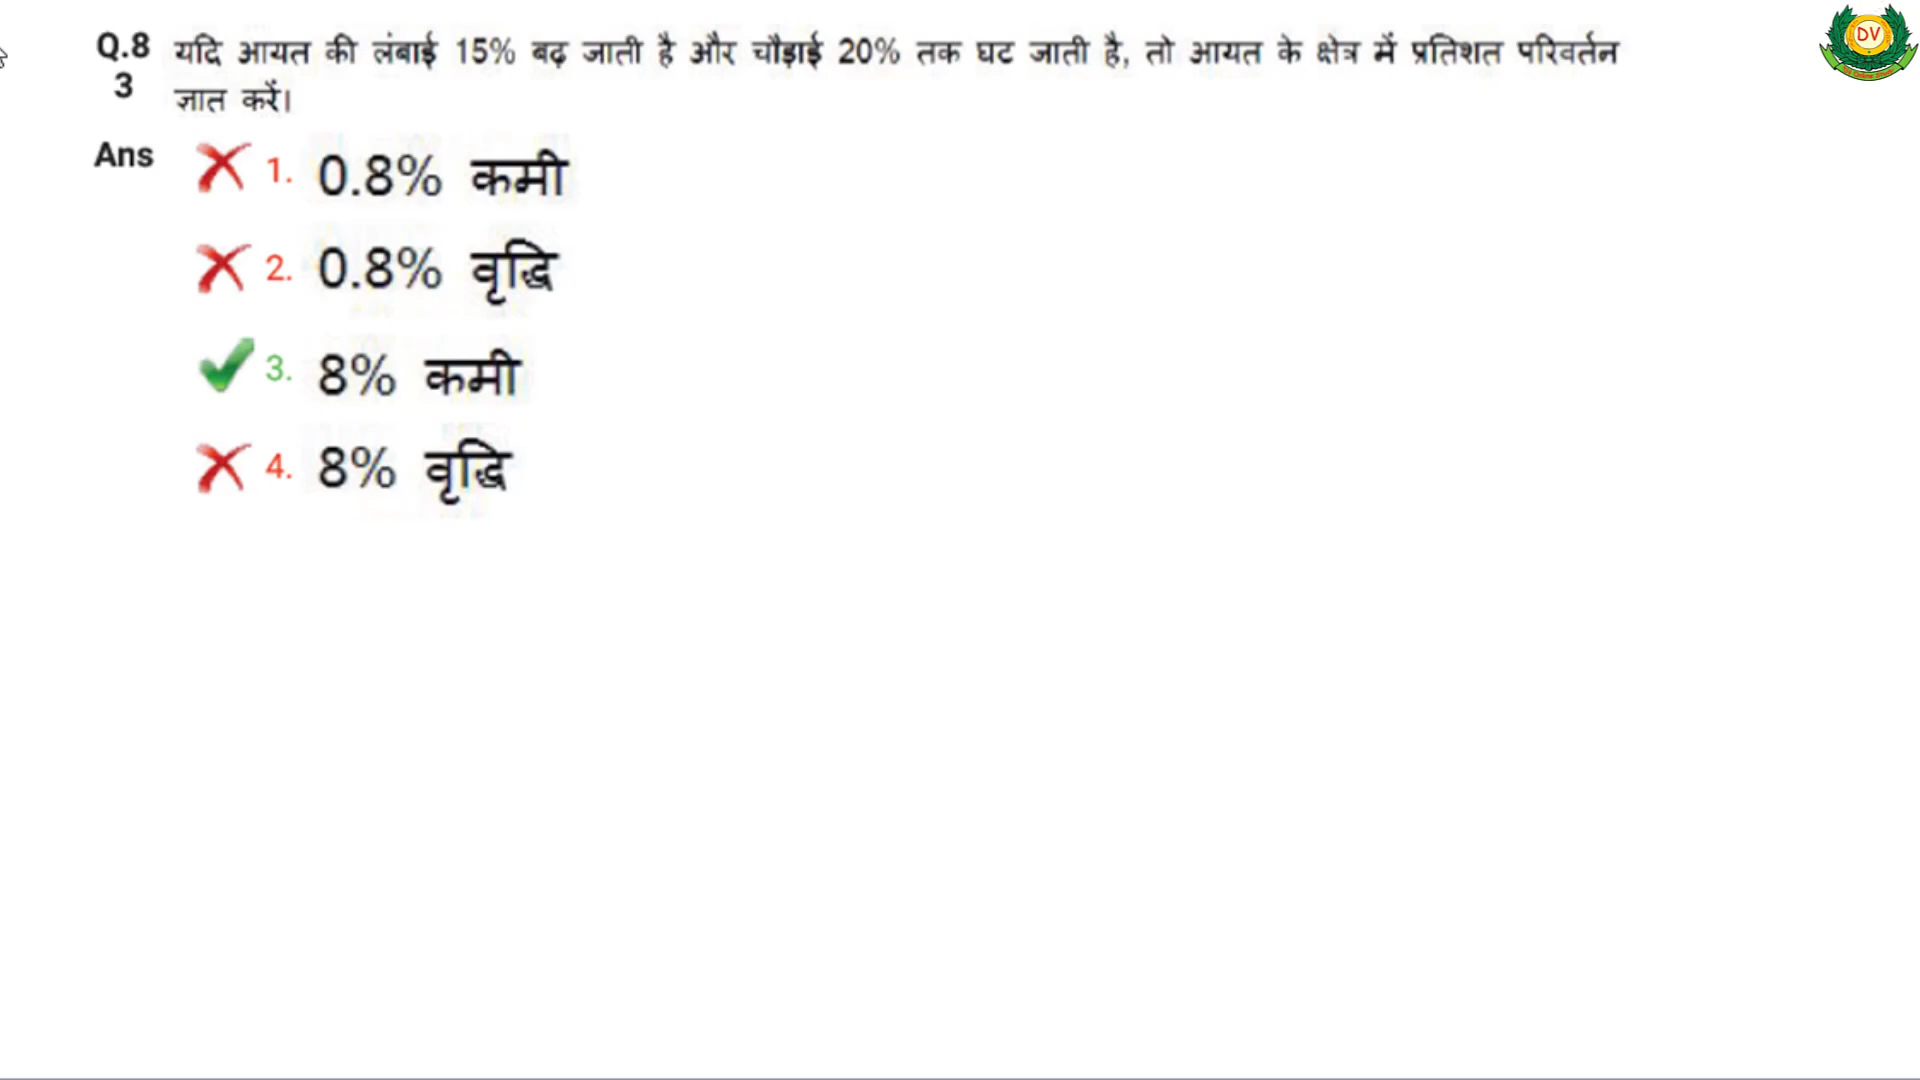 Q.8 यदि आयत की लंबाई 15% बढ़ जाती है और चौड़ाई 20% तक घट जाती है, तो आयत के क्षेत्र में प्रतिशत परिवर्तन
3 ज्ञात करें।
Ans 1. 0.8% कमी
2. 0.8% वृद्धि
3. 8% कमी
4. 8% वृद्धि
DV